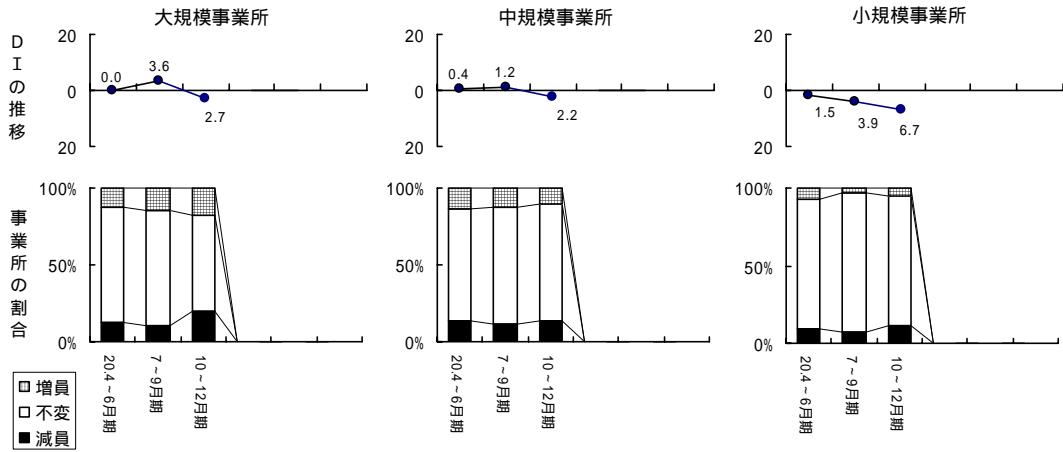 大規模事業所
中規模事業所
小規模事業所
DIの推移
20
0
20
0.0
3.6
2.7
20
0
20
0.4
1.2
2.2
20
0
20
1.5
3.9
6.7
事業所の割合
100%
50%
0%
20.4~6月期
7~9月期
10~12月期
100%
50%
0%
20.4~6月期
7~9月期
10~12月期
100%
50%
0%
20.4~6月期
7~9月期
10~12月期
増員
不変
減員